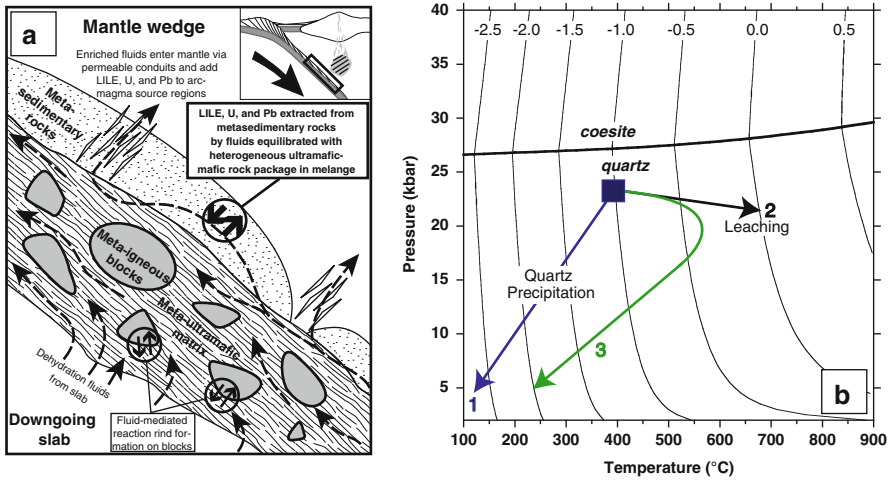 a
Mantle wedge
Enriched fluids enter mantle via
permeable conduits and add
LILE, U, and Pb to arc-
magma source regions
LILE, U, and Pb extracted from
metasedimentary rocks
by fluids equilibrated with
heterogeneous ultramafic-
mafic rock package in melange
Meta-
sedimentary
rocks
Meta-igneous
blocks
Meta-ultramafic
matrix
Dehydration fluids
from slab
Downgoing
slab
Fluid-mediated
reaction rind for-
mation on blocks
40
35
30
25
20
15
10
5
Pressure (kbar)
-2.5 -2.0 -1.5 -1.0 -0.5 0.0 0.5
coesite
quartz
2
Leaching
Quartz
Precipitation
3
1
b
100 200 300 400 500 600 700 800 900
Temperature (°C)